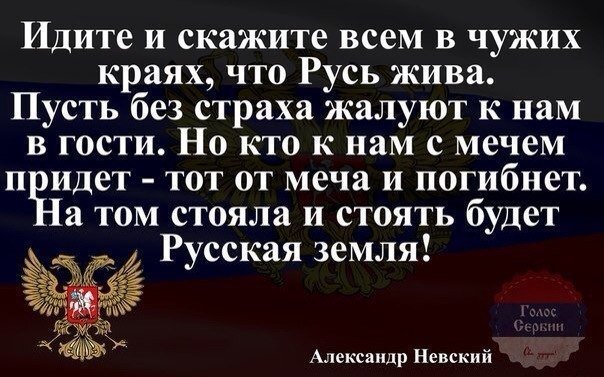 Идите и скажите всем в чужих
краях, что Русь жива.
Пусть без страха жалуют к нам
в гости. Но кто к нам с мечем
придет - тот от меча и погибнет.
На том стояла и стоять будет
Русская земля!
Голос
Сербии
Александр Невский